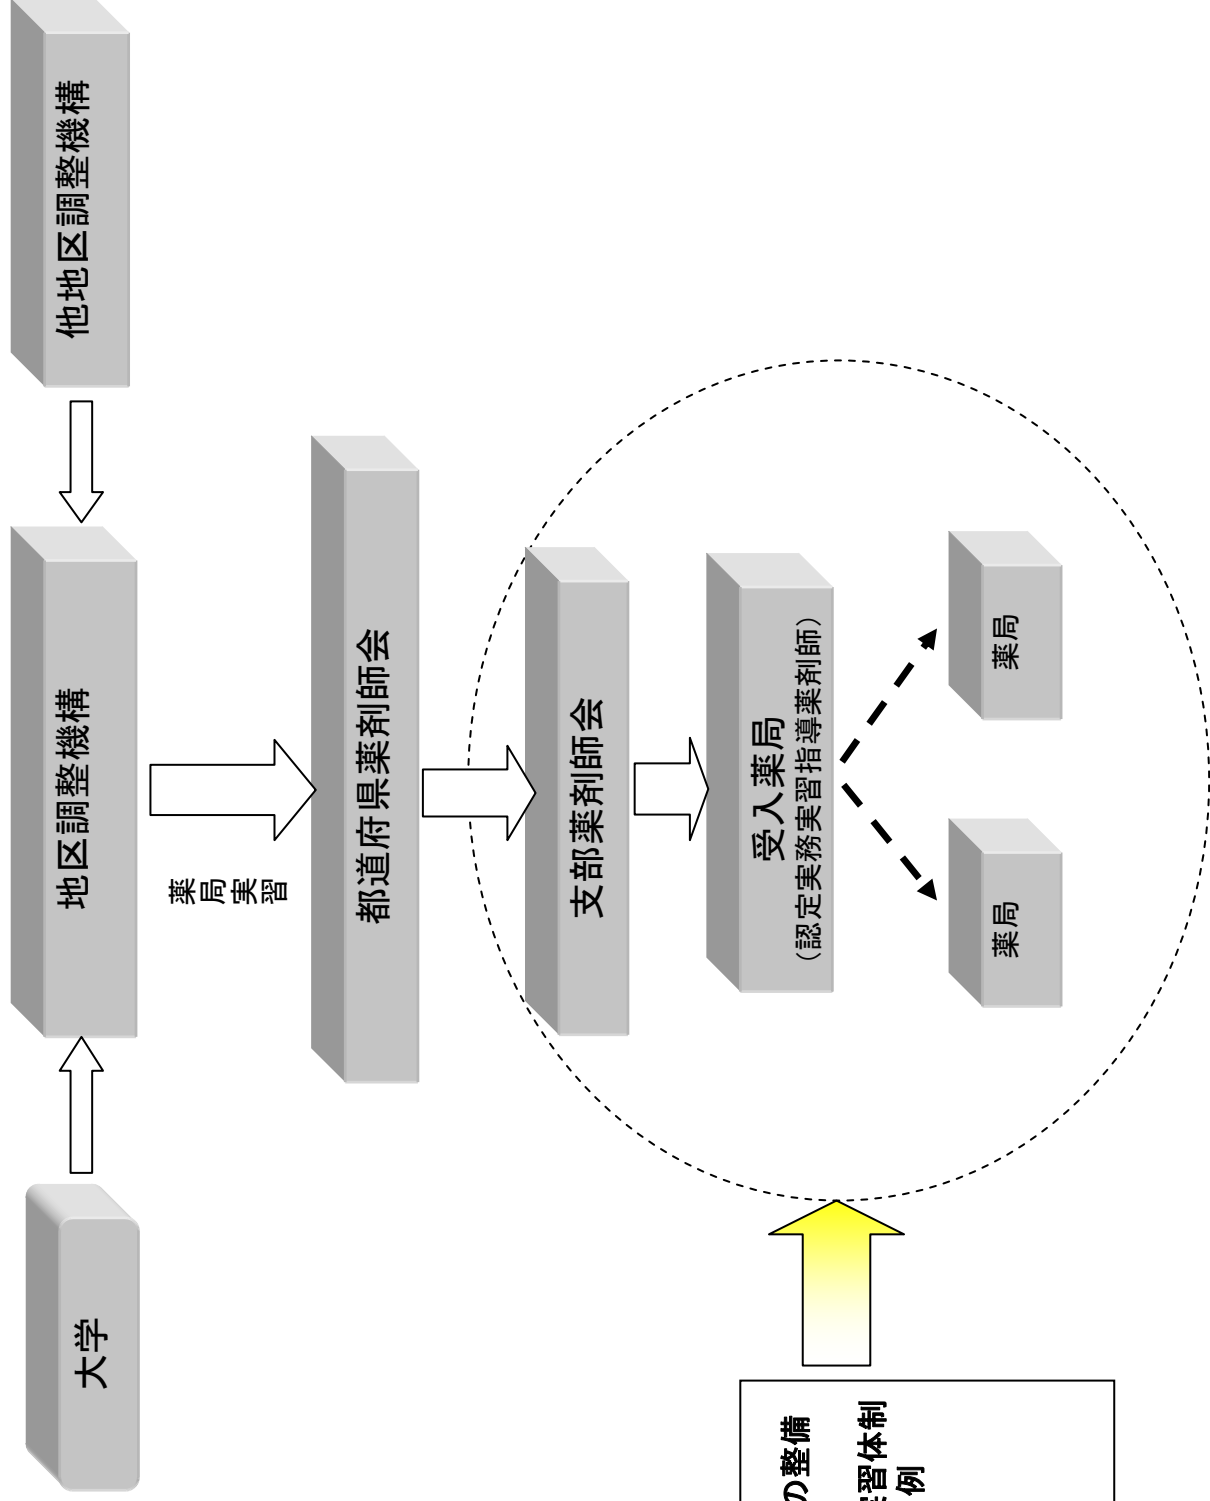 大学
地区調整機構
他地区調整機構
薬局実習
都道府県薬剤師会
支部薬剤師会
受入薬局
（認定実務実習指導薬剤師）
薬局
薬局
の整備
習体制
例